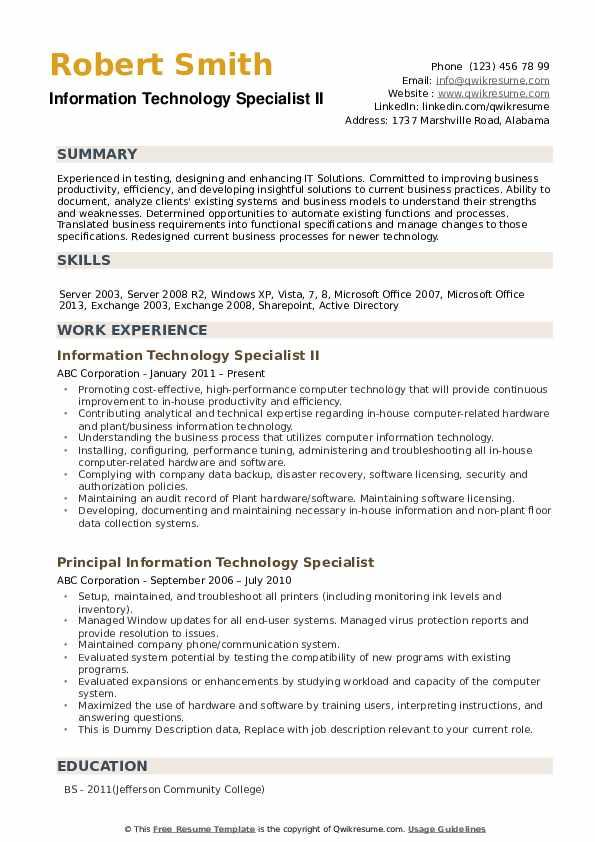 Robert Smith
Information Technology Specialist II
Phone (123) 456 78 99
Email: info@qwikresume.com
Website : www.qwikresume.com
LinkedIn: linkedin.com/qwikresume
Address: 1737 Marshville Road, Alabama
SUMMARY
Experienced in testing, designing and enhancing IT Solutions. Committed to improving business
productivity, efficiency, and developing insightful solutions to current business practices. Ability to
document, analyze clients' existing systems and business models to understand their strengths
and weaknesses. Determined opportunities to automate existing functions and processes.
Translated business requirements into functional specifications and manage changes to those
specifications. Redesigned current business processes for newer technology.
SKILLS
Server 2003, Server 2008 R2, Windows XP, Vista, 7, 8, Microsoft Office 2007, Microsoft Office
2013, Exchange 2003, Exchange 2008, Sharepoint, Active Directory
WORK EXPERIENCE
Information Technology Specialist II
ABC Corporation - January 2011 – Present
• Promoting cost-effective, high-performance computer technology that will provide continuous
improvement to in-house productivity and efficiency.
• Contributing analytical and technical expertise regarding in-house computer-related hardware
and plant/business information technology.
• Understanding the business process that utilizes computer information technology.
• Installing, configuring, performance tuning, administering and troubleshooting all in-house
computer-related hardware and software.
• Complying with company data backup, disaster recovery, software licensing, security and
authorization policies.
• Maintaining an audit record of Plant hardware/software. Maintaining software licensing.
• Developing, documenting and maintaining necessary in-house information and non-plant floor
data collection systems.
Principal Information Technology Specialist
ABC Corporation - September 2006 – July 2010
• Setup, maintained, and troubleshoot all printers (including monitoring ink levels and
inventory).
• Managed Window updates for all end-user systems. Managed virus protection reports and
provide resolution to issues.
• Maintained company phone/communication system.
• Evaluated system potential by testing the compatibility of new programs with existing
programs.
• Evaluated expansions or enhancements by studying workload and capacity of the computer
system.
• Maximized the use of hardware and software by training users, interpreting instructions, and
answering questions.
• This is Dummy Description data, Replace with job description relevant to your current role.
EDUCATION
BS - 2011(Jefferson Community College)
© This Free Resume Template is the copyright of Qwikresume.com. Usage Guidelines